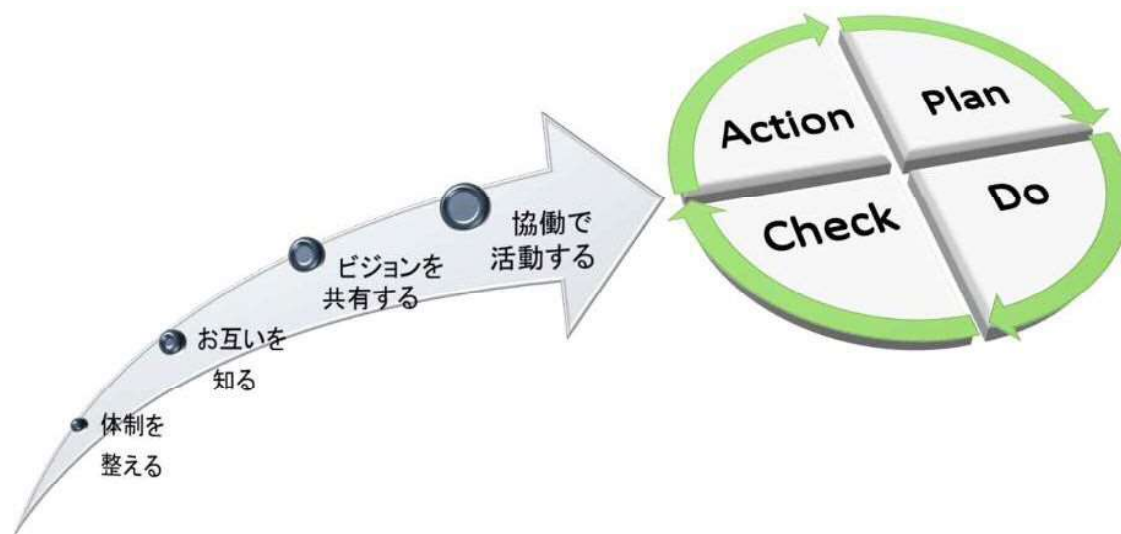 体制を
整える
お互いを
知る
ビジョンを
共有する
協働で
活動する
Plan
Do
Check
Action